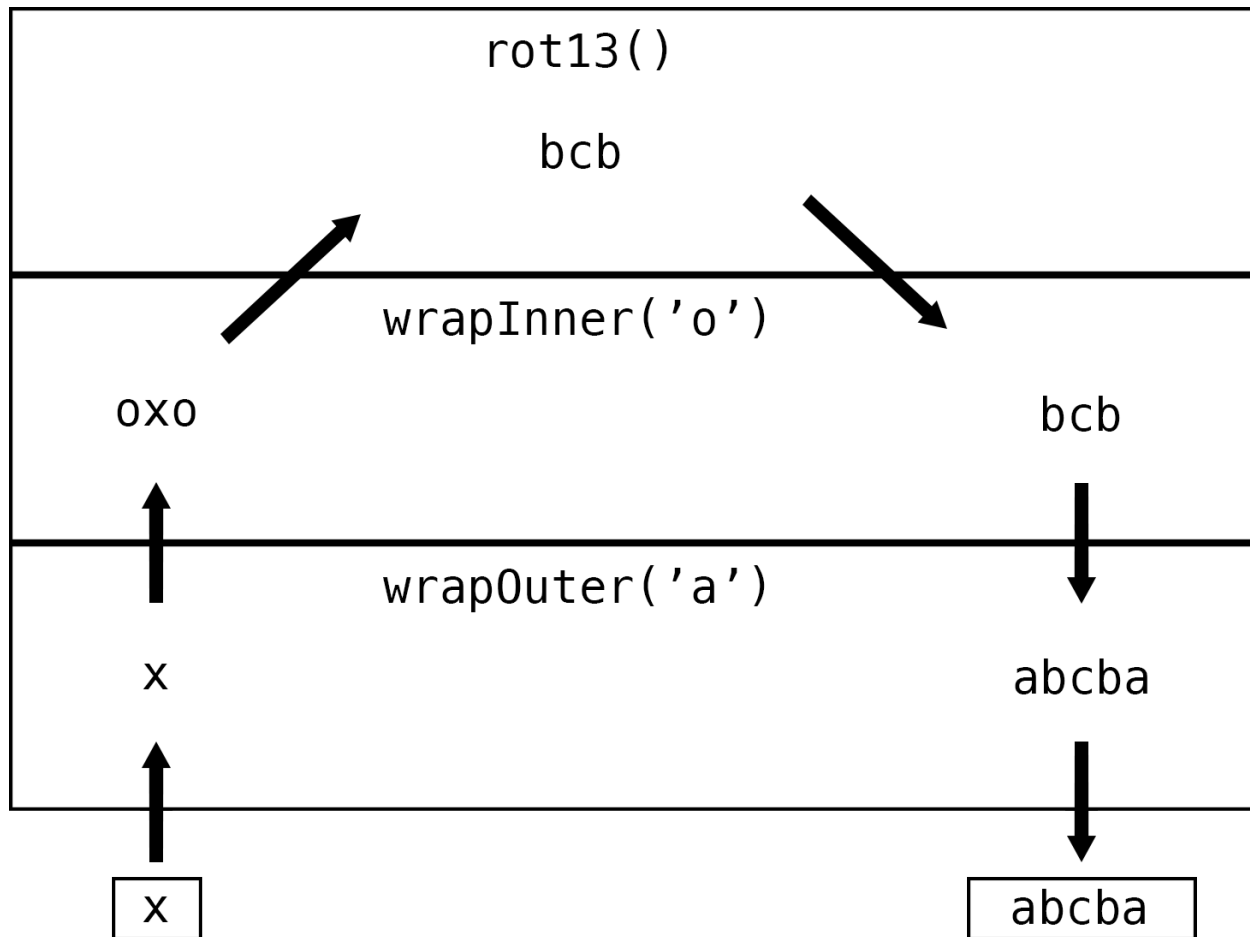 rot13()
bcb
wrapInner(’o’)
oxo bcb
wrapOuter(’a’)
x abcba
x abcba